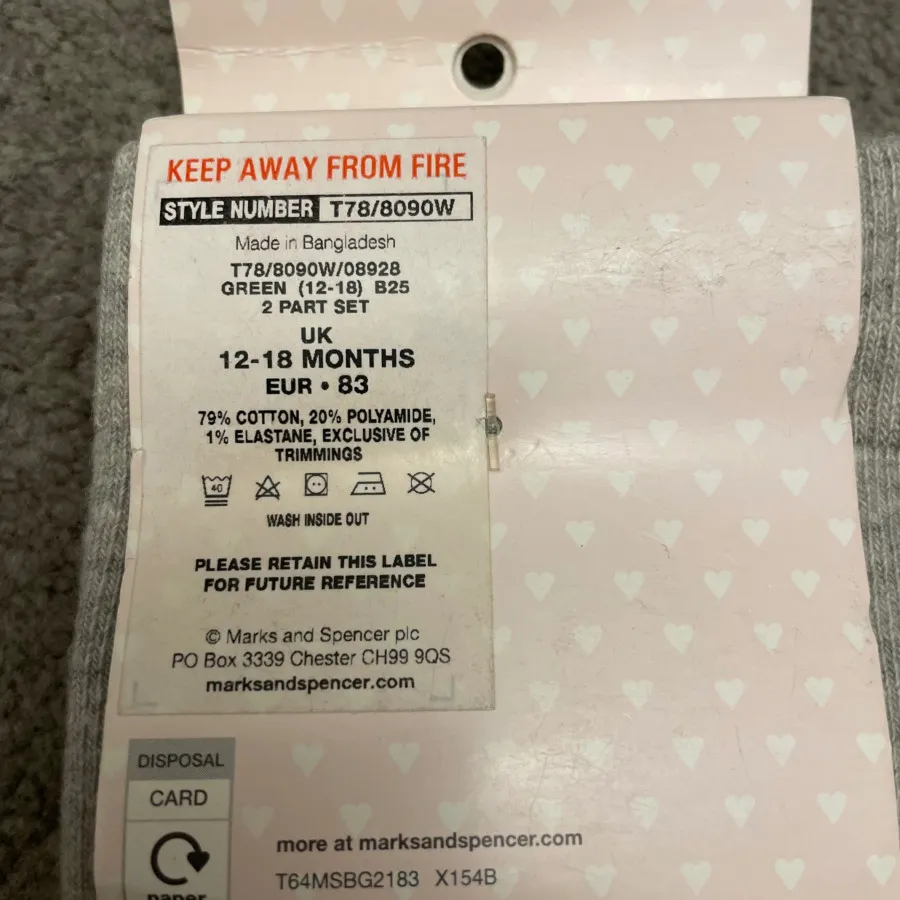 KEEP AWAY FROM FIRE
STYLE NUMBER T78/8090W
Made in Bangladesh
T78/8090W/08928
GREEN (12-18) B25
2 PART SET
UK
12-18 MONTHS
EUR • 83
79% COTTON, 20% POLYAMIDE,
1% ELASTANE, EXCLUSIVE OF
TRIMMINGS
40
WASH INSIDE OUT
PLEASE RETAIN THIS LABEL
FOR FUTURE REFERENCE
© Marks and Spencer plc
PO Box 3339 Chester CH99 9QS
marksandspencer.com
DISPOSAL
CARD
paper
more at marksandspencer.com
T64MSBG2183 X154B